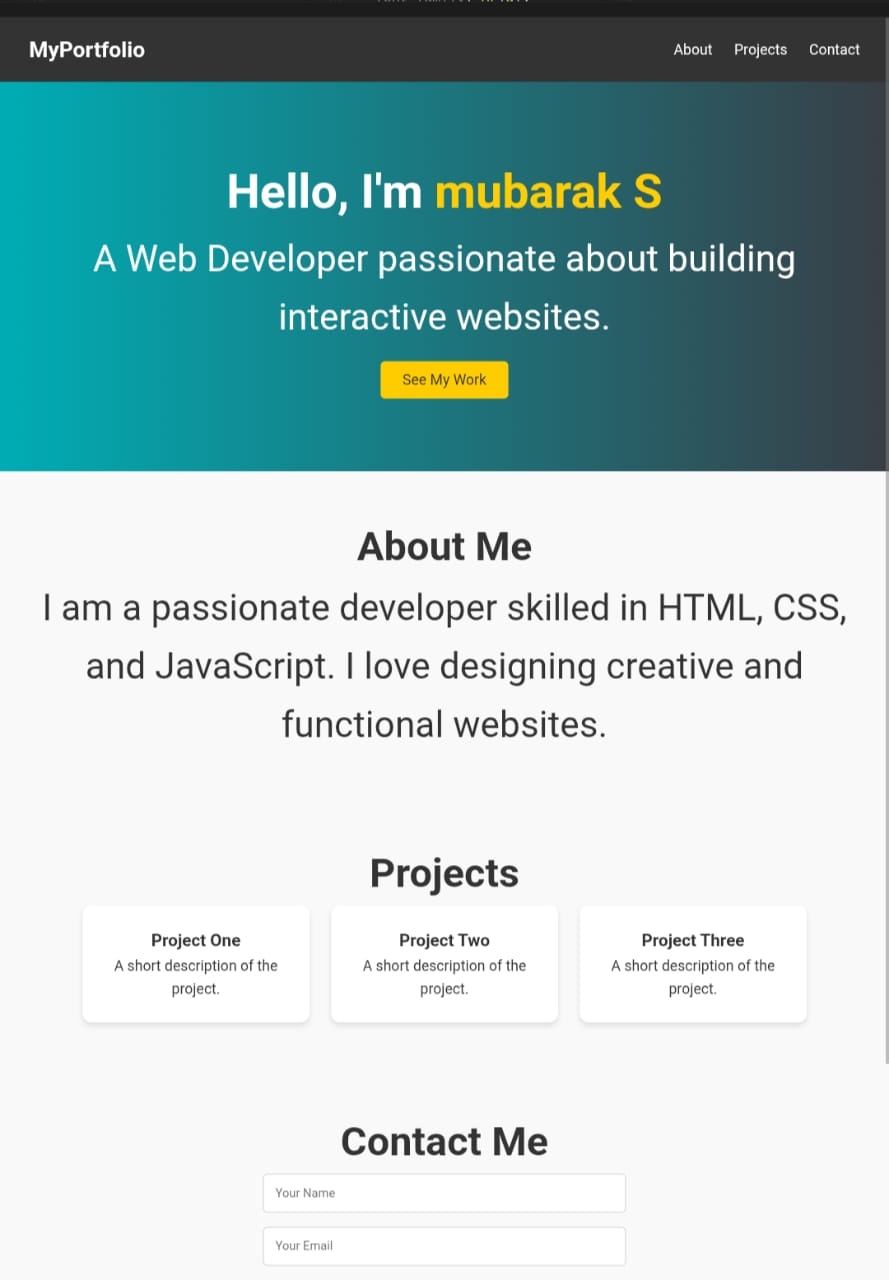 MyPortfolio
About Projects Contact
Hello, I'm mubarak S
A Web Developer passionate about building
interactive websites.
See My Work
About Me
I am a passionate developer skilled in HTML, CSS,
and JavaScript. I love designing creative and
functional websites.
Projects
Project One
A short description of the
project.
Project Two
A short description of the
project.
Project Three
A short description of the
project.
Contact Me
Your Name
Your Email